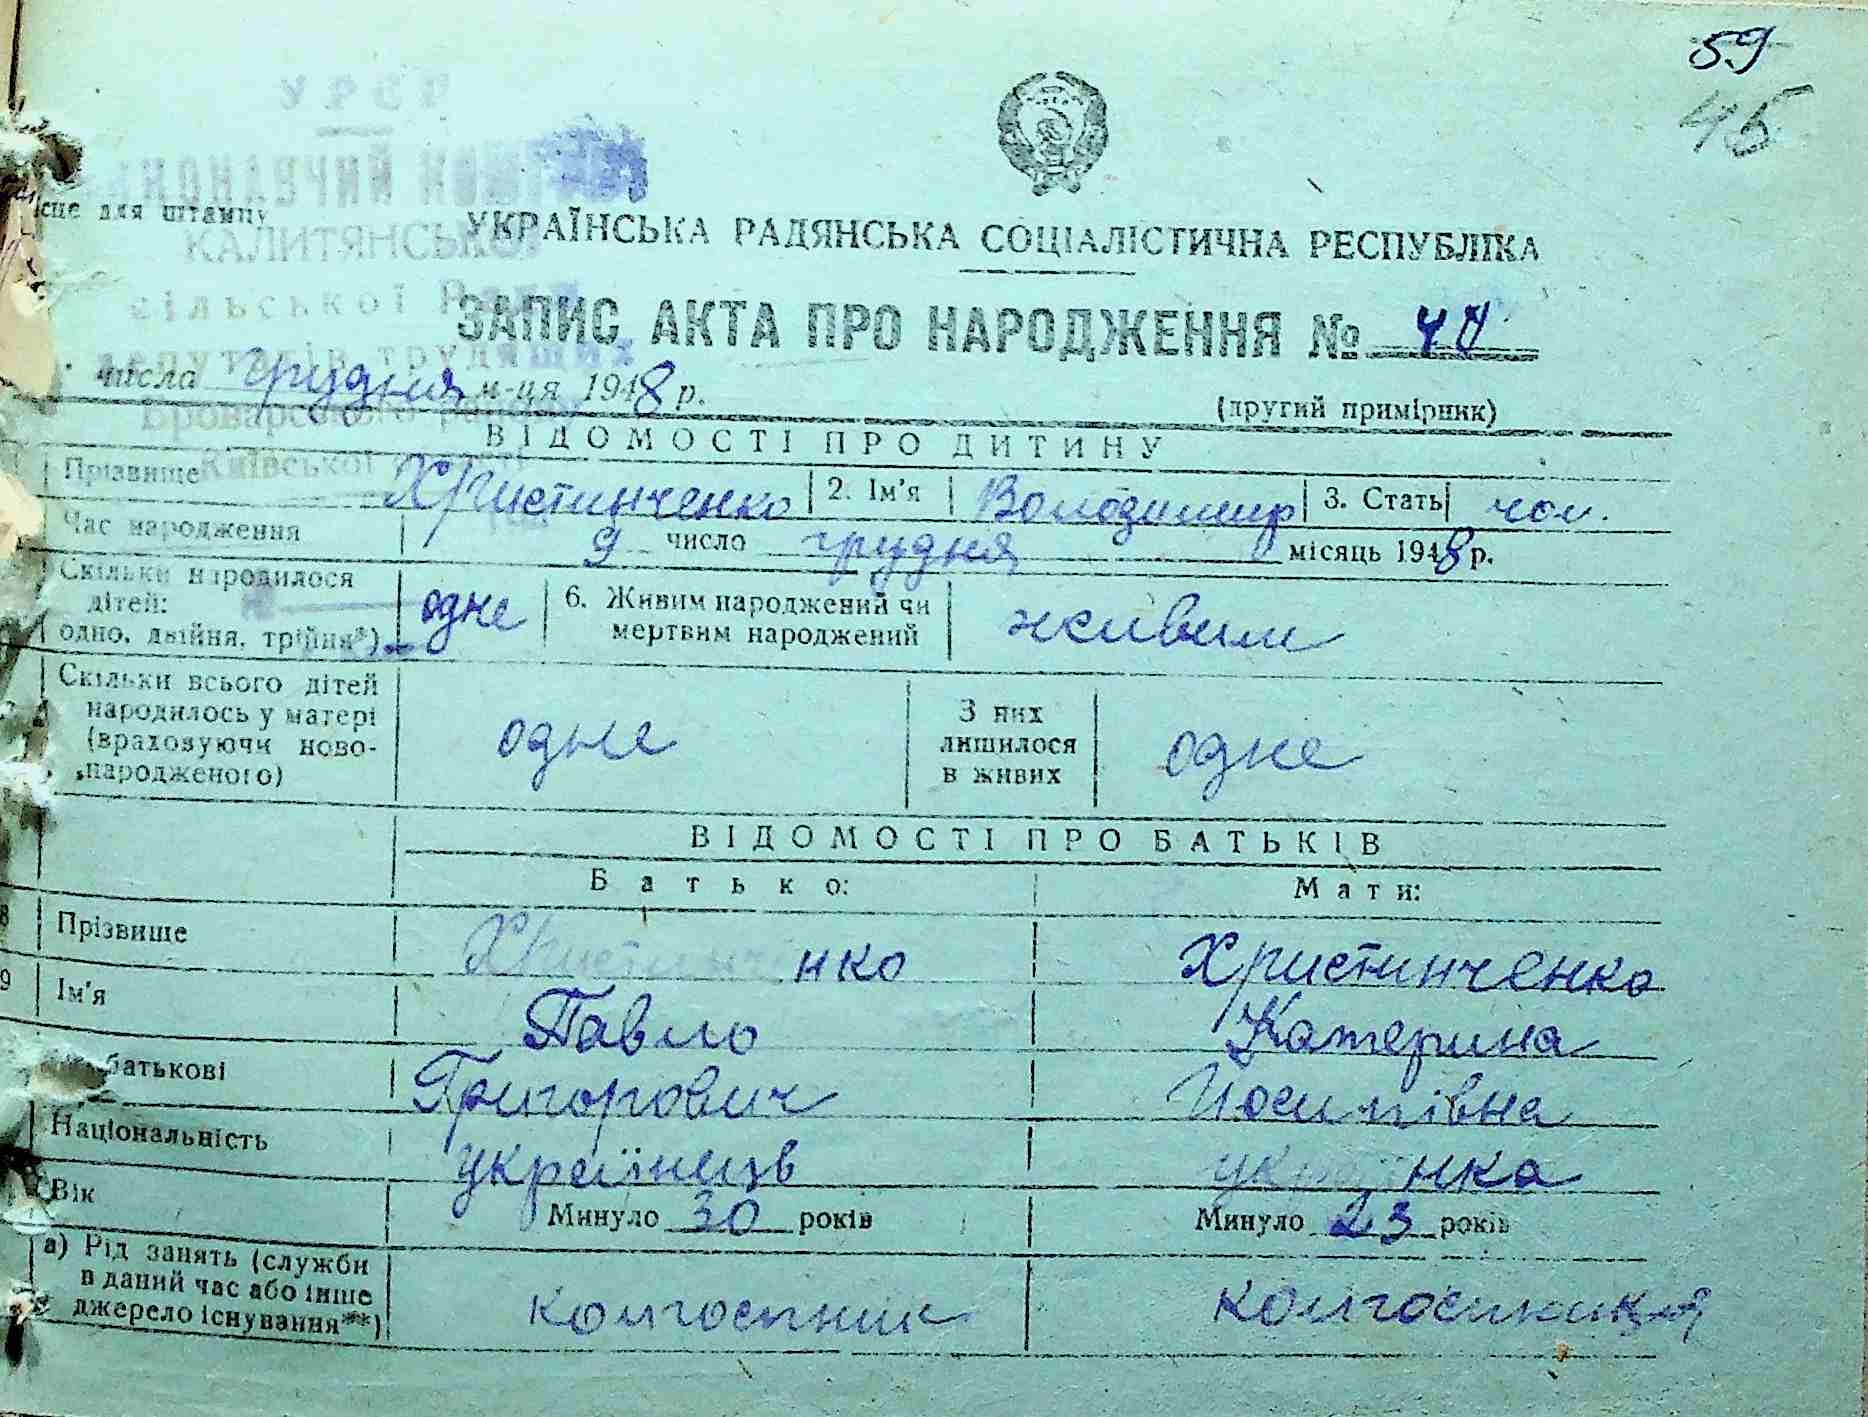 59
45
УРСР
ВИКОНАВЧИЙ КОМІТЕТ
КАЛИТЯНСЬКОЇ
сільської Ради
депутатів трудящих
Броварського району
Київської
місце для штампу
УКРАЇНСЬКА РАДЯНСЬКА СОЦІАЛІСТИЧНА РЕСПУБЛІКА
ЗАПИС АКТА ПРО НАРОДЖЕННЯ №
числа грудня м-ця 1948 р.
(другий примірник)
ВІДОМОСТІ ПРО ДИТИНУ
Прізвище Христинченко 2. Ім'я Володимир 3. Стать чол.
Час народження 9 число грудня місяць 1948 р.
Скільки народилося
дітей:
одно, двійня, трійня*) одне 6. Живим народжений чи
мертвим народжений живим
Скільки всього дітей
народилось у матері
(враховуючи ново-
народженого) одне З них
лишилося
в живих одне
ВІДОМОСТІ ПРО БАТЬКІВ
Батько: Мати:
8 Прізвище Христинченко Христинченко
9 Ім'я Павло Катерина
батькові Григорович Йосипівна
Національність українець українка
Вік Минуло 30 років Минуло 23 років
а) Рід занять (служби
в даний час або інше
джерело існування**) колгоспник колгоспниця